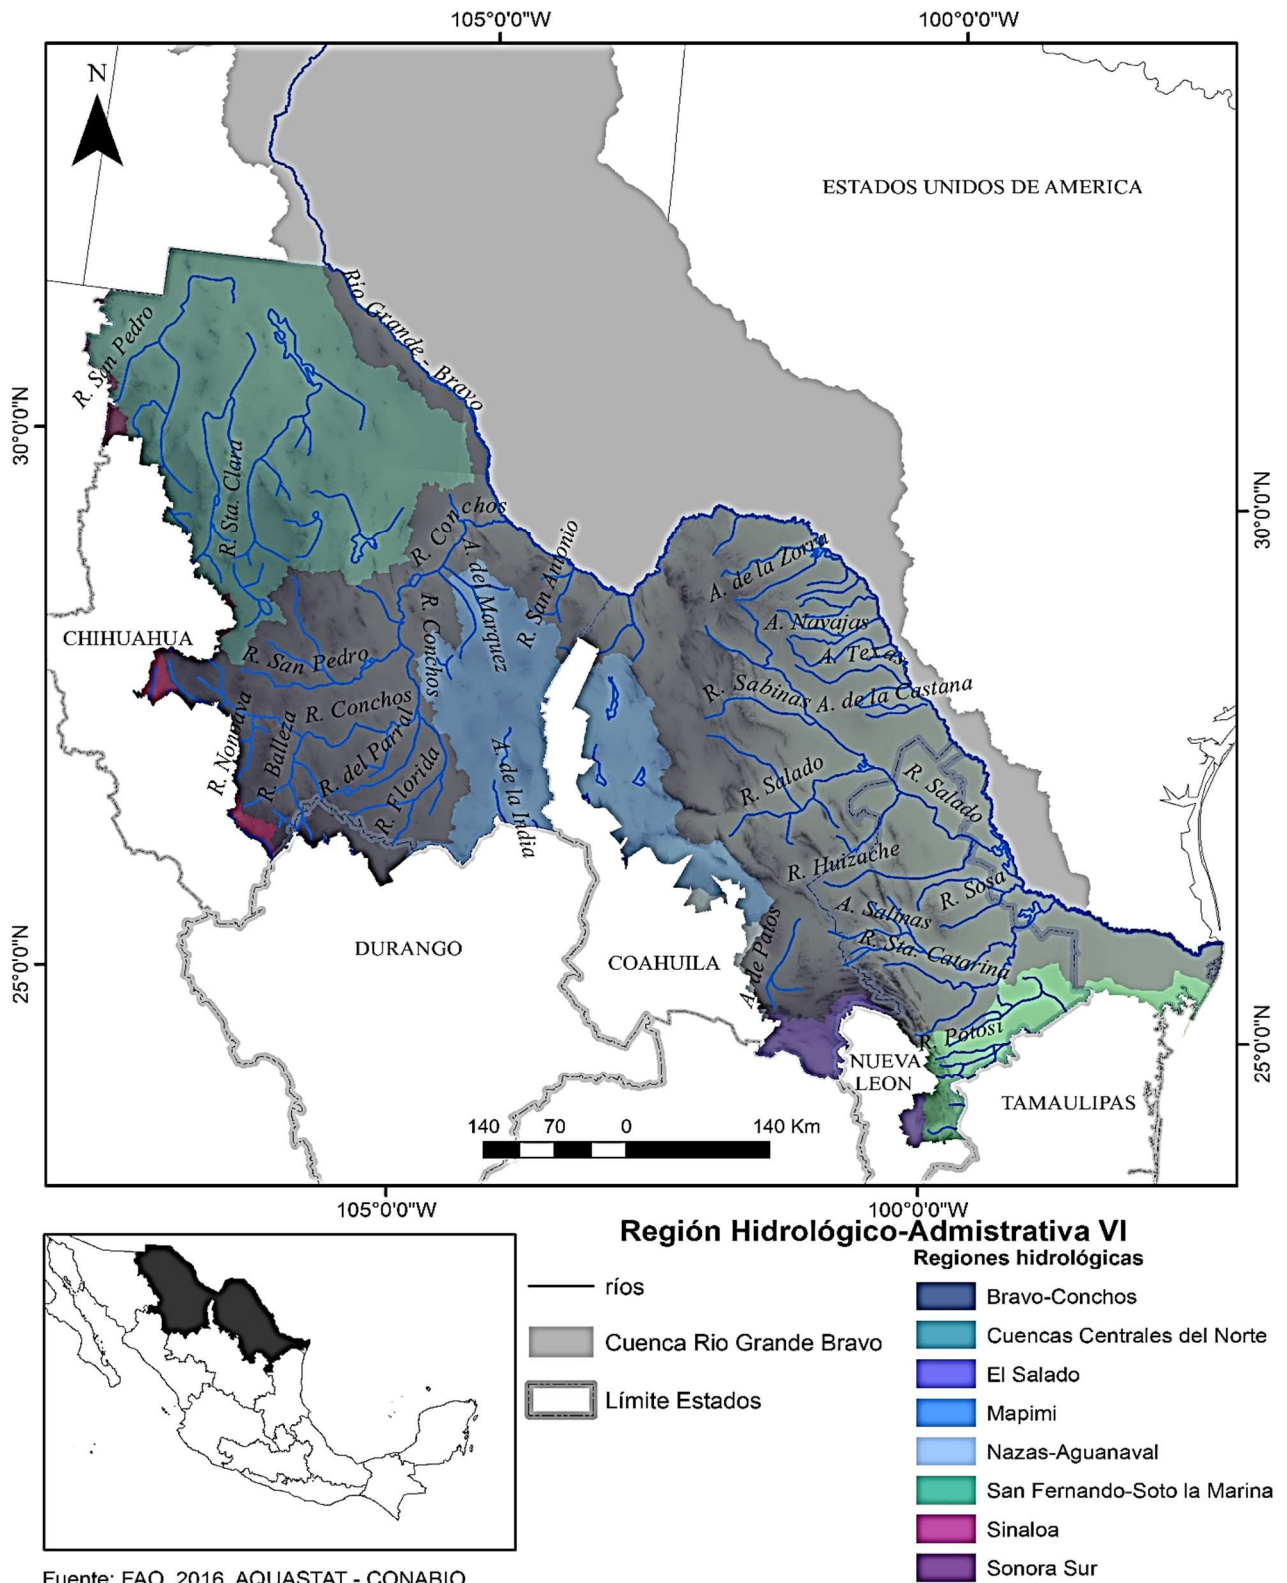 105°0'0"W
100°0'0"W
N
ESTADOS UNIDOS DE AMERICA
R. San Pedro
Río Grande - Bravo
30°0'0"N
30°0'0"N
R. Sta. Clara
R. Conchos
A. del Marquez
R. San Antonio
A. de la Zorra
R. Conchos
A. Navajas
CHIHUAHUA
A. Texas
R. San Pedro
R. Sabinas
A. de la Castana
R. Conchos
R. Nonoava
R. Balleza
R. del Parral
R. Florida
A. de la India
R. Salado
R. Salado
R. Huizache
R. Sosa
A. Salinas
DURANGO
COAHUILA
A. de Patos
R. Sta. Catarina
25°0'0"N
25°0'0"N
R. Potosi
NUEVA
LEON
TAMAULIPAS
140 70 0 140 Km
105°0'0"W
100°0'0"W
Región Hidrológico-Admistrativa VI
Regiones hidrológicas
ríos
Cuenca Rio Grande Bravo
Límite Estados
Bravo-Conchos
Cuencas Centrales del Norte
El Salado
Mapimi
Nazas-Aguanaval
San Fernando-Soto la Marina
Sinaloa
Sonora Sur
Fuente: FAO, 2016, AQUASTAT - CONABIO